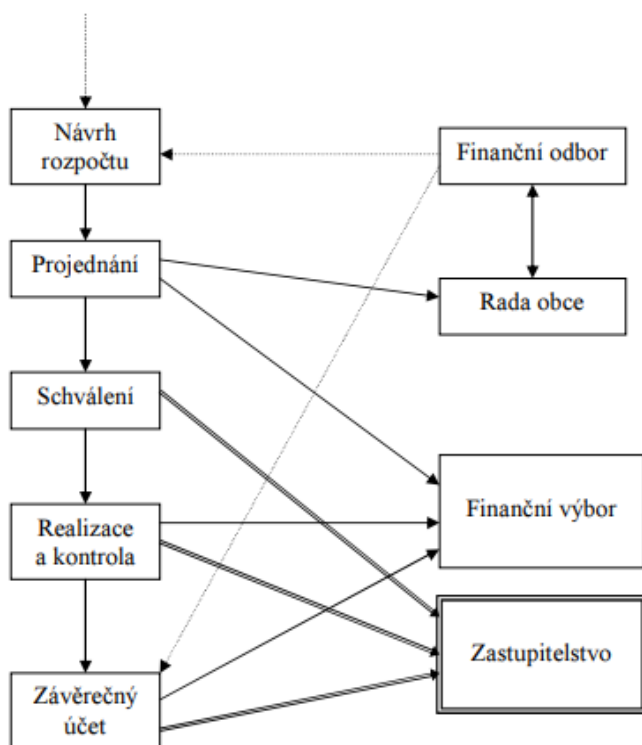 Návrh
rozpočtu
Finanční odbor
Projednání
Rada obce
Schválení
Finanční výbor
Realizace
a kontrola
Zastupitelstvo
Závěrečný
účet